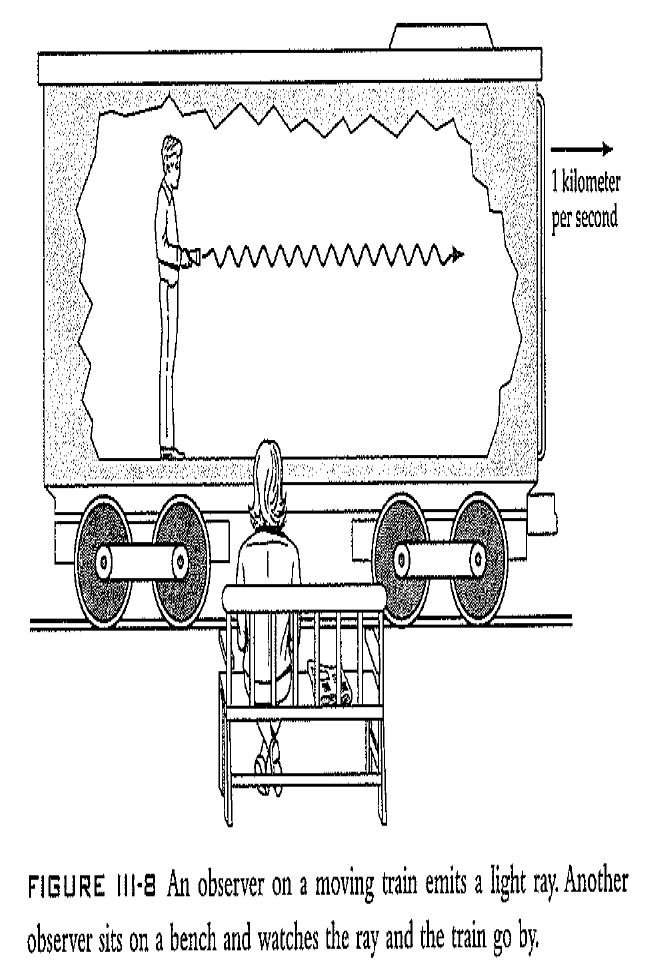 1 kilometer
per second
FIGURE III-8 An observer on a moving train emits a light ray. Another
observer sits on a bench and watches the ray and the train go by.